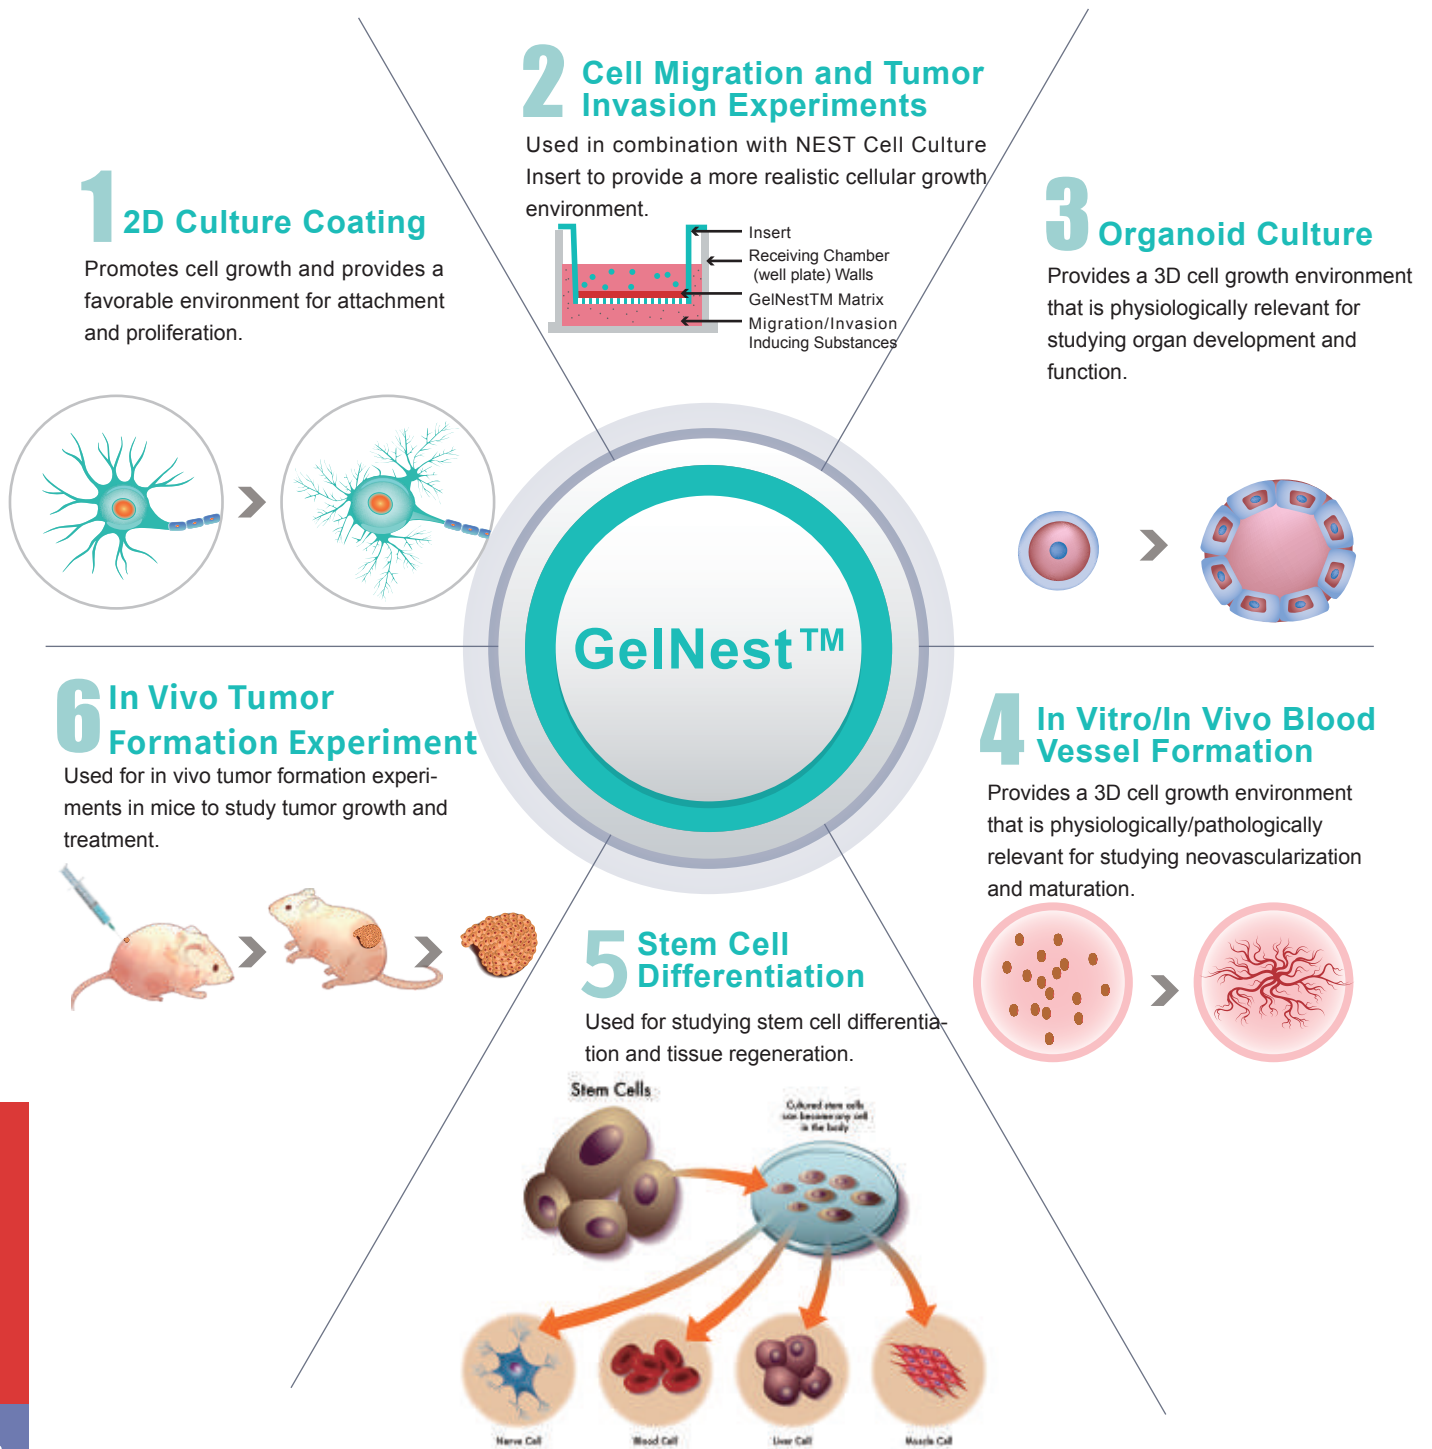 1
2D Culture Coating
Promotes cell growth and provides a
favorable environment for attachment
and proliferation.
2
Cell Migration and Tumor
Invasion Experiments
Used in combination with NEST Cell Culture
Insert to provide a more realistic cellular growth
environment.
Insert
Receiving Chamber
(well plate) Walls
GelNestTM Matrix
Migration/Invasion
Inducing Substances
3
Organoid Culture
Provides a 3D cell growth environment
that is physiologically relevant for
studying organ development and
function.
GelNest™
4
In Vitro/In Vivo Blood
Vessel Formation
Provides a 3D cell growth environment
that is physiologically/pathologically
relevant for studying neovascularization
and maturation.
5
Stem Cell
Differentiation
Used for studying stem cell differentia-
tion and tissue regeneration.
Stem Cells
Cultured stem cells
can become any cell
in the body
Nerve Cell
Blood Cell
Liver Cell
Muscle Cell
6
In Vivo Tumor
Formation Experiment
Used for in vivo tumor formation experi-
ments in mice to study tumor growth and
treatment.